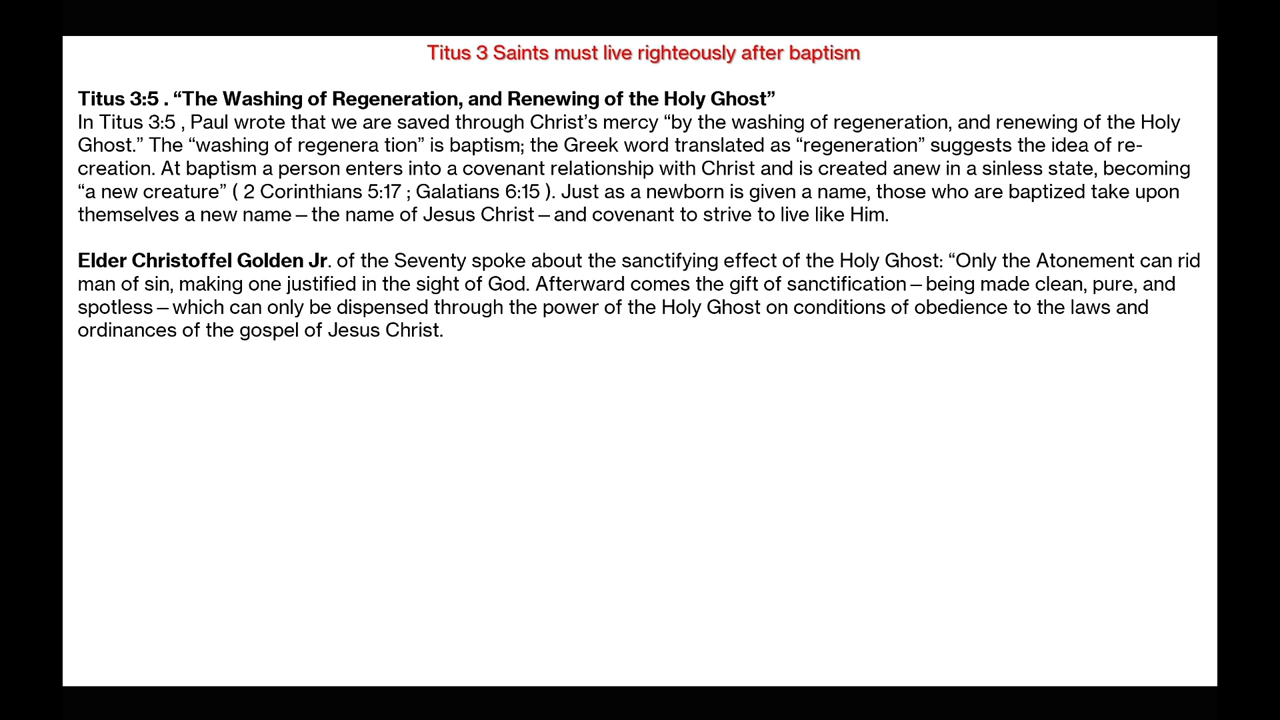 Titus 3 Saints must live righteously after baptism
Titus 3:5 . “The Washing of Regeneration, and Renewing of the Holy Ghost”
In Titus 3:5 , Paul wrote that we are saved through Christ’s mercy “by the washing of regeneration, and renewing of the Holy
Ghost.” The “washing of regenera tion” is baptism; the Greek word translated as “regeneration” suggests the idea of re-
creation. At baptism a person enters into a covenant relationship with Christ and is created anew in a sinless state, becoming
“a new creature” ( 2 Corinthians 5:17 ; Galatians 6:15 ). Just as a newborn is given a name, those who are baptized take upon
themselves a new name — the name of Jesus Christ — and covenant to strive to live like Him.
Elder Christoffel Golden Jr. of the Seventy spoke about the sanctifying effect of the Holy Ghost: “Only the Atonement can rid
man of sin, making one justified in the sight of God. Afterward comes the gift of sanctification — being made clean, pure, and
spotless — which can only be dispensed through the power of the Holy Ghost on conditions of obedience to the laws and
ordinances of the gospel of Jesus Christ.